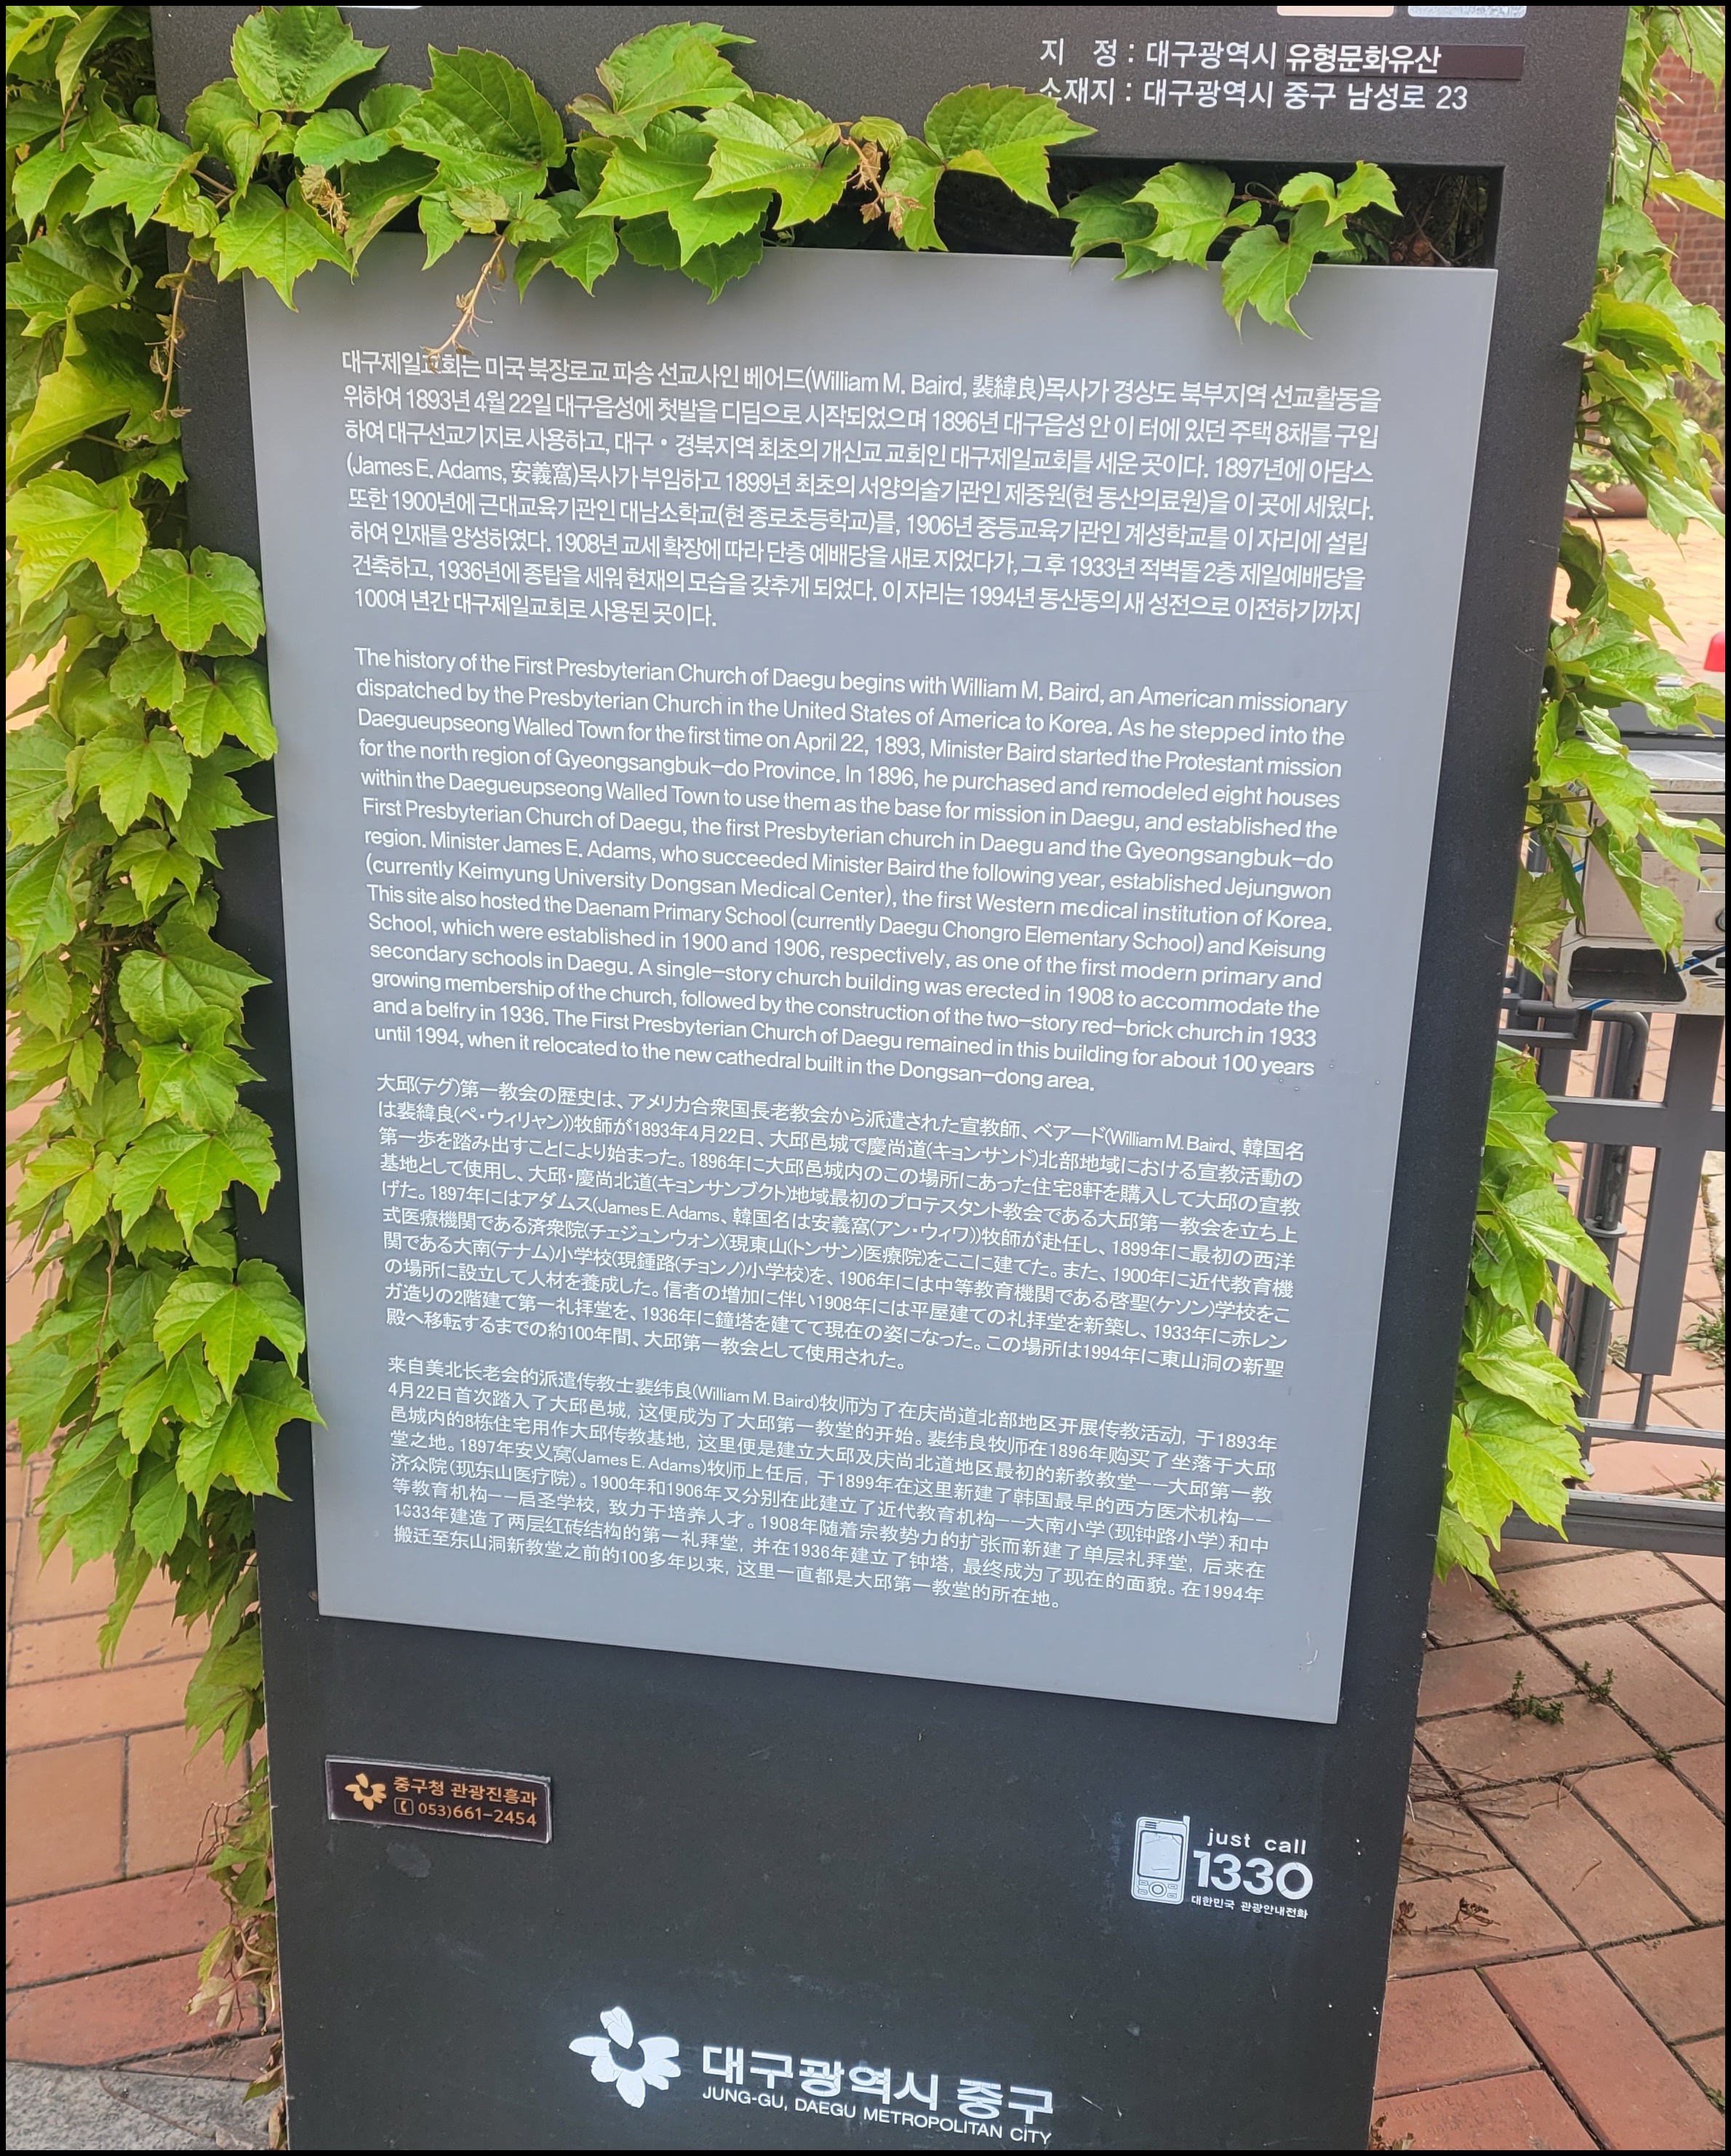 지 정 : 대구광역시 유형문화유산
소재지 : 대구광역시 중구 남성로 23
대구제일교회는 미국 북장로교 파송 선교사인 베어드(William M. Baird, 裴緯良)목사가 경상도 북부지역 선교활동을
위하여 1893년 4월 22일 대구읍성에 첫발을 디딤으로 시작되었으며 1896년 대구읍성 안 이 터에 있던 주택 8채를 구입
하여 대구선교기지로 사용하고, 대구·경북지역 최초의 개신교 교회인 대구제일교회를 세운 곳이다. 1897년에 아담스
(James E. Adams, 安義窩)목사가 부임하고 1899년 최초의 서양의술기관인 제중원(현 동산의료원)을 이 곳에 세웠다.
또한 1900년에 근대교육기관인 대남소학교(현 종로초등학교)를, 1906년 중등교육기관인 계성학교를 이 자리에 설립
하여 인재를 양성하였다. 1908년 교세 확장에 따라 단층 예배당을 새로 지었다가, 그 후 1933년 적벽돌 2층 제일예배당을
건축하고, 1936년에 종탑을 세워 현재의 모습을 갖추게 되었다. 이 자리는 1994년 동산동의 새 성전으로 이전하기까지
100여 년간 대구제일교회로 사용된 곳이다.
The history of the First Presbyterian Church of Daegu begins with William M. Baird, an American missionary
dispatched by the Presbyterian Church in the United States of America to Korea. As he stepped into the
Daegueupseong Walled Town for the first time on April 22, 1893, Minister Baird started the Protestant mission
for the north region of Gyeongsangbuk-do Province. In 1896, he purchased and remodeled eight houses
within the Daegueupseong Walled Town to use them as the base for mission in Daegu, and established the
First Presbyterian Church of Daegu, the first Presbyterian church in Daegu and the Gyeongsangbuk-do
region. Minister James E. Adams, who succeeded Minister Baird the following year, established Jejungwon
(currently Keimyung University Dongsan Medical Center), the first Western medical institution of Korea.
This site also hosted the Daenam Primary School (currently Daegu Chongro Elementary School) and Keisung
School, which were established in 1900 and 1906, respectively, as one of the first modern primary and
secondary schools in Daegu. A single-story church building was erected in 1908 to accommodate the
growing membership of the church, followed by the construction of the two-story red-brick church in 1933
and a belfry in 1936. The First Presbyterian Church of Daegu remained in this building for about 100 years
until 1994, when it relocated to the new cathedral built in the Dongsan-dong area.
大邱(テグ)第一教会の歴史は、アメリカ合衆国長老教会から派遣された宣教師、ベアード(William M. Baird、韓国名
は裴緯良(ペ・ウィリャン))牧師が1893年4月22日、大邱邑城で慶尚道(キョンサンド)北部地域における宣教活動の
第一歩を踏み出すことにより始まった。1896年に大邱邑城内のこの場所にあった住宅8軒を購入して大邱の宣教
基地として使用し、大邱・慶尚北道(キョンサンブクト)地域最初のプロテスタント教会である大邱第一教会を立ち上
げた。1897年にはアダムス(James E. Adams、韓国名は安義窩(アン・ウィワ))牧師が赴任し、1899年に最初の西洋
式医療機関である済衆院(チェジュンウォン)(現東山(トンサン)医療院)をここに建てた。また、1900年に近代教育機
関である大南(テナム)小学校(現鍾路(チョンノ)小学校)を、1906年には中等教育機関である啓聖(ケソン)学校をこ
の場所に設立して人材を養成した。信者の増加に伴い1908年には平屋建ての礼拝堂を新築し、1933年に赤レン
ガ造りの2階建て第一礼拝堂を、1936年に鐘塔を建てて現在の姿になった。この場所は1994年に東山洞の新聖
殿へ移転するまでの約100年間、大邱第一教会として使用された。
来自美北长老会的派遣传教士裴纬良(William M. Baird)牧师为了在庆尚道北部地区开展传教活动, 于1893年
4月22日首次踏入了大邱邑城, 这便成为了大邱第一教堂的开始。裴纬良牧师在1896年购买了坐落于大邱
邑城内的8栋住宅用作大邱传教基地, 这里便是建立大邱及庆尚北道地区最初的新教教堂——大邱第一教
堂之地。1897年安义窝(James E. Adams)牧师上任后, 于1899年在这里新建了韩国最早的西方医术机构——
济众院(现东山医疗院)。1900年和1906年又分别在此建立了近代教育机构——大南小学(现钟路小学)和中
等教育机构——启圣学校, 致力于培养人才。1908年随着宗教势力的扩张而新建了单层礼拜堂, 后来在
1933年建造了两层红砖结构的第一礼拜堂, 并在1936年建立了钟塔, 最终成为了现在的面貌。在1994年
搬迁至东山洞新教堂之前的100多年以来, 这里一直都是大邱第一教堂的所在地。
중구청 관광진흥과
053)661-2454
just call
1330
대한민국 관광안내전화
대구광역시 중구
JUNG-GU, DAEGU METROPOLITAN CITY